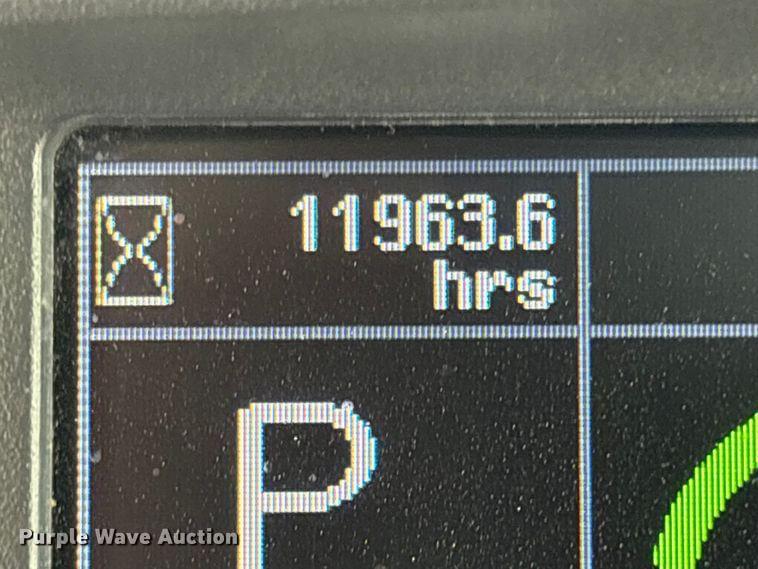 11963.6
hrs
P
Purple Wave Auction